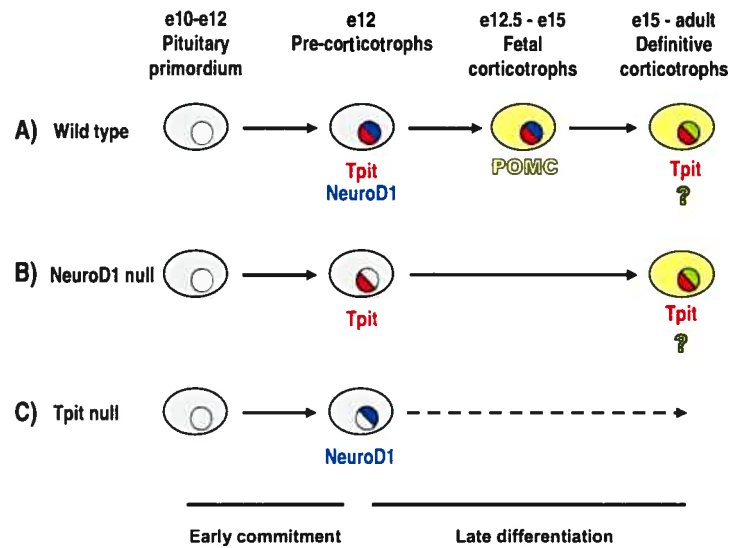 e10-e12
Pituitary
primordium
e12
Pre-corticotrophs
e12.5 - e15
Fetal
corticotrophs
e15 - adult
Definitive
corticotrophs
A) Wild type
Tpit
NeuroD1
POMC
Tpit
?
B) NeuroD1 null
Tpit
Tpit
?
C) Tpit null
NeuroD1
Early commitment
Late differentiation